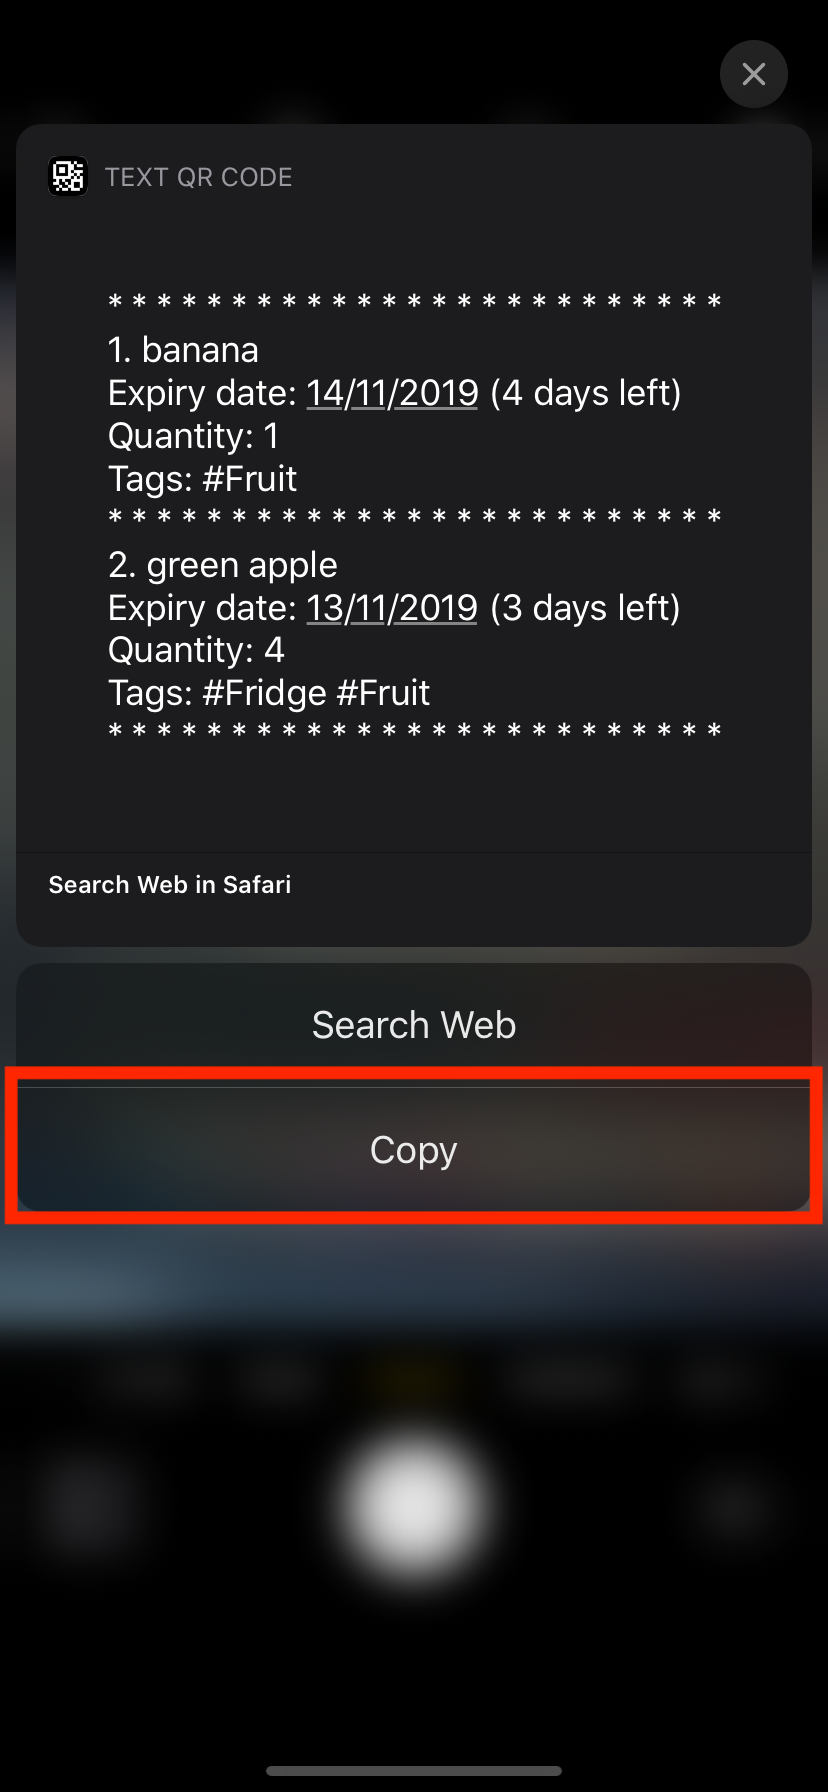 TEXT QR CODE
* * * * * * * * * * * * * * * * * * * * * * * * *
1. banana
Expiry date: 14/11/2019 (4 days left)
Quantity: 1
Tags: #Fruit
* * * * * * * * * * * * * * * * * * * * * * * * *
2. green apple
Expiry date: 13/11/2019 (3 days left)
Quantity: 4
Tags: #Fridge #Fruit
* * * * * * * * * * * * * * * * * * * * * * * * *
Search Web in Safari
Search Web
Copy